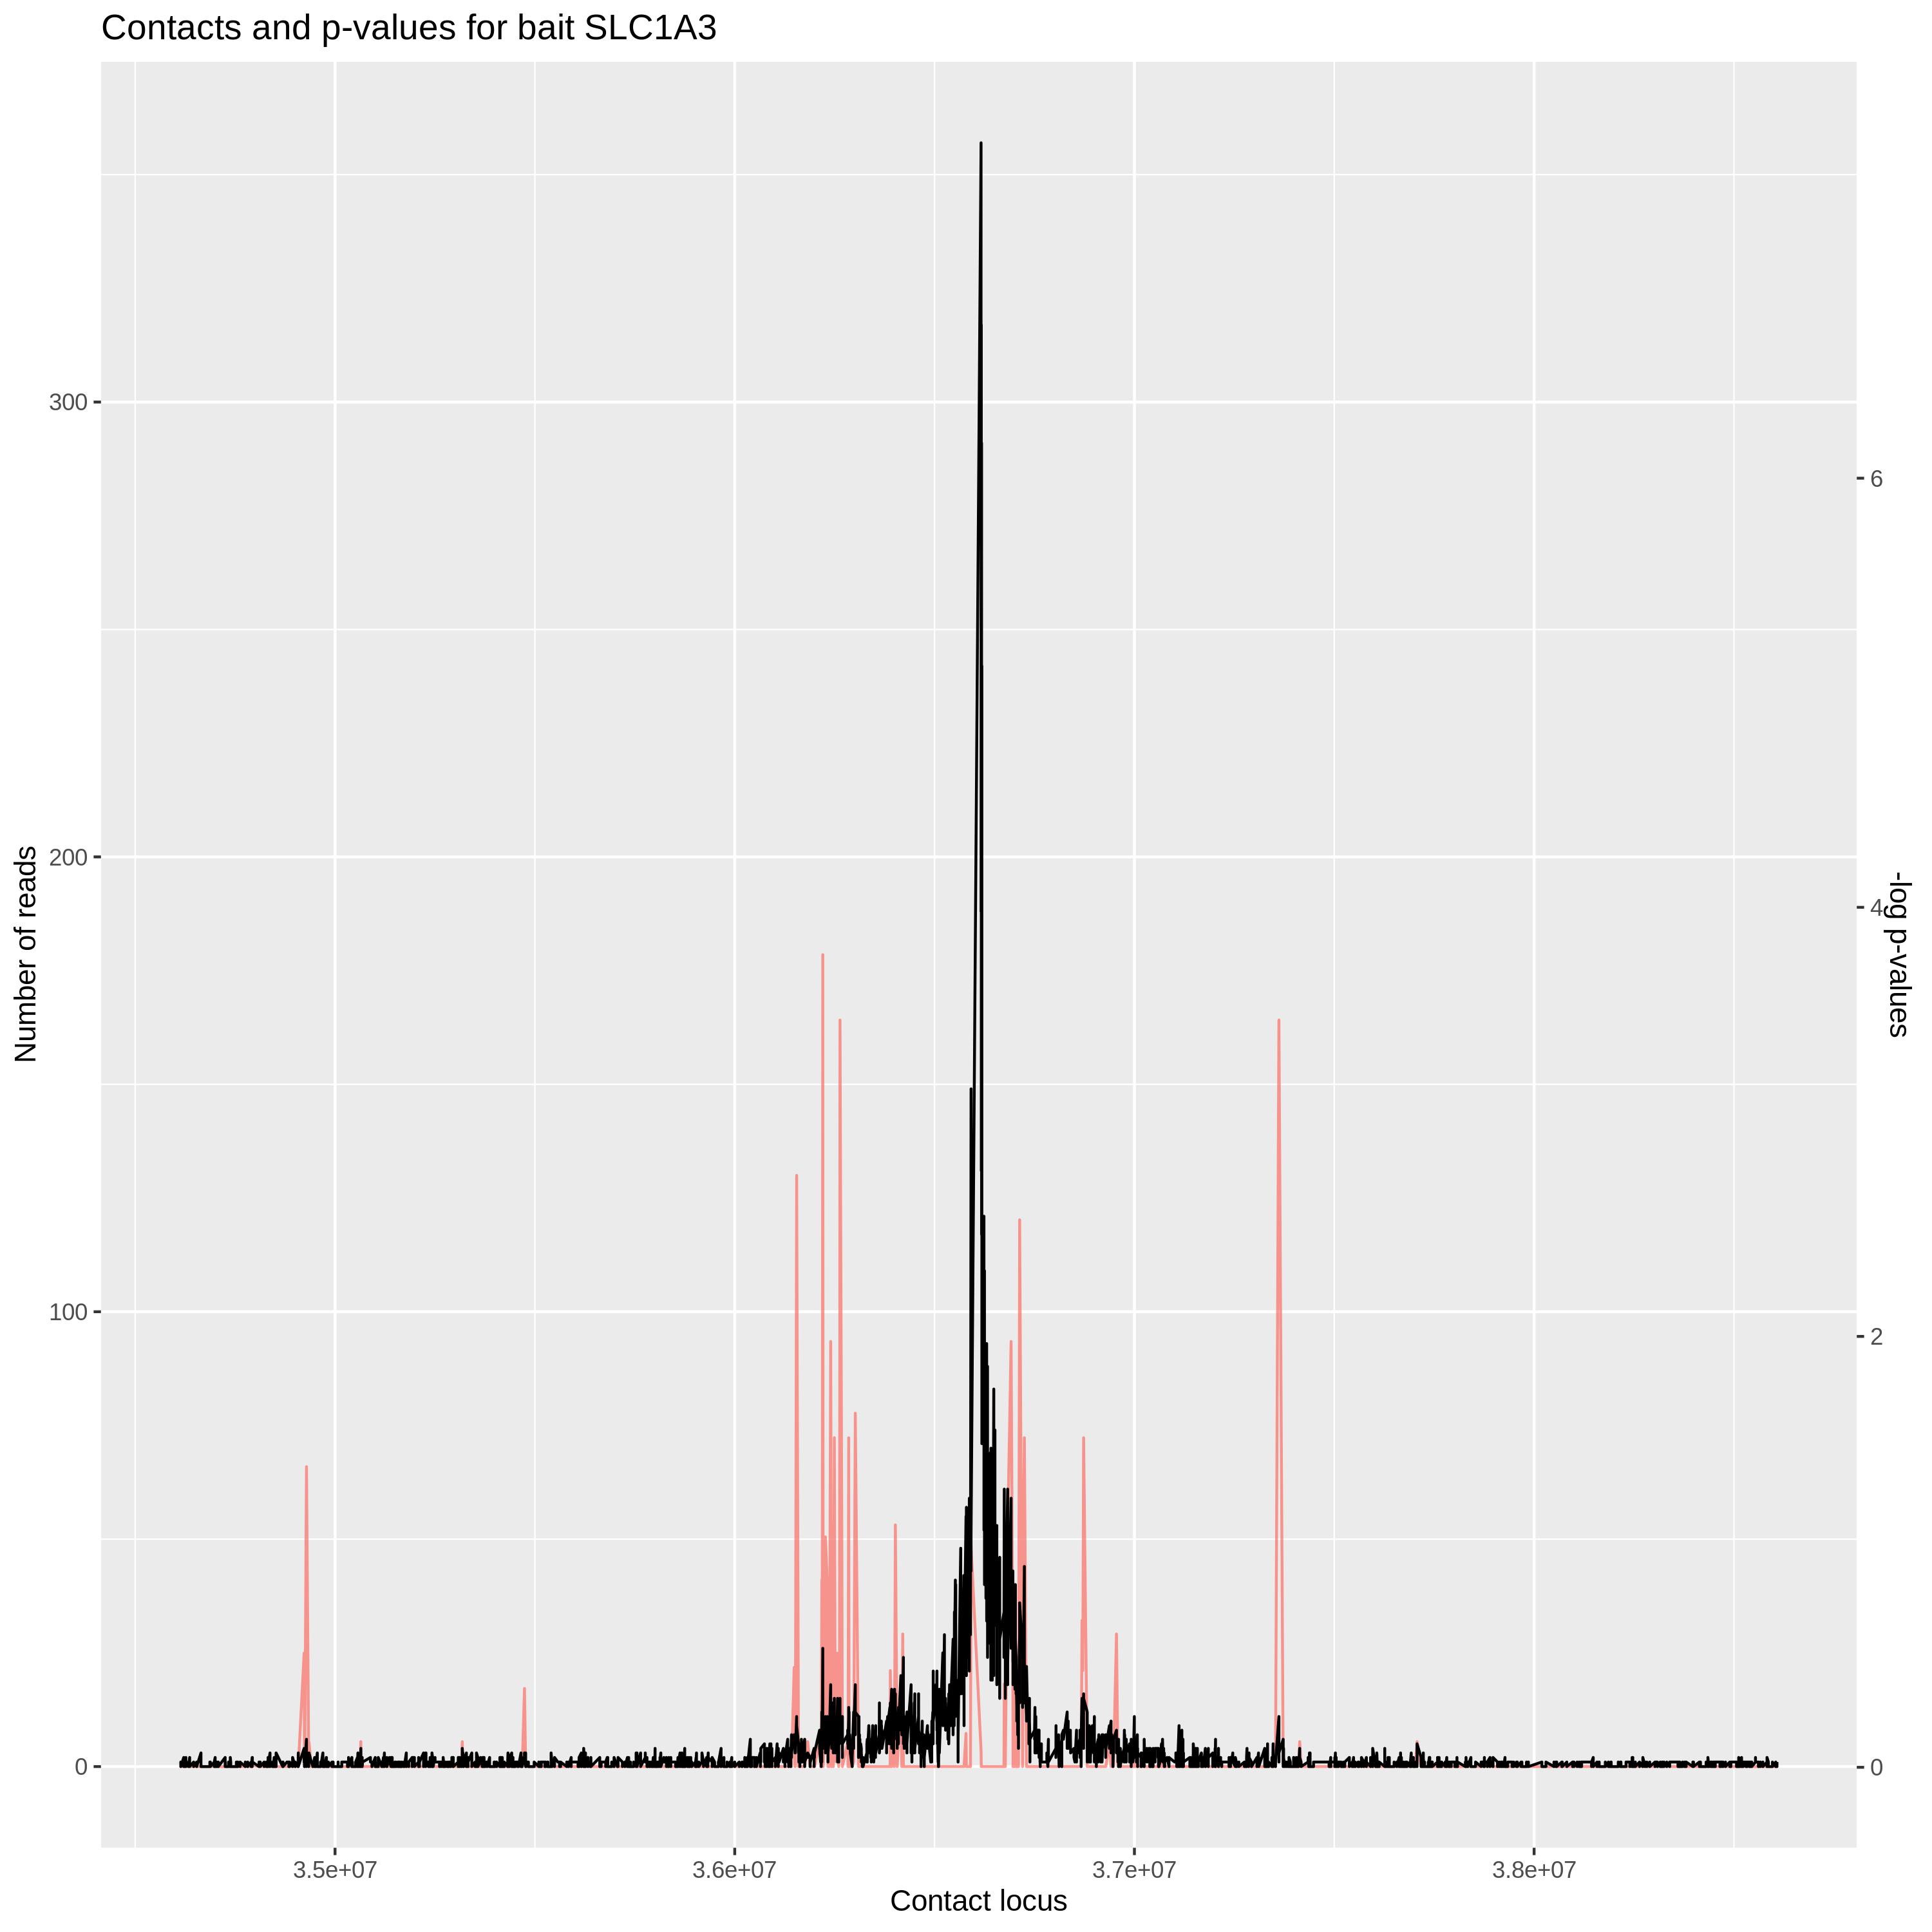 Contacts and p-values for bait SLC1A3
300
200
100
0
Number of reads
6
4
2
0
-log p-values
3.5e+07 3.6e+07 3.7e+07 3.8e+07
Contact locus